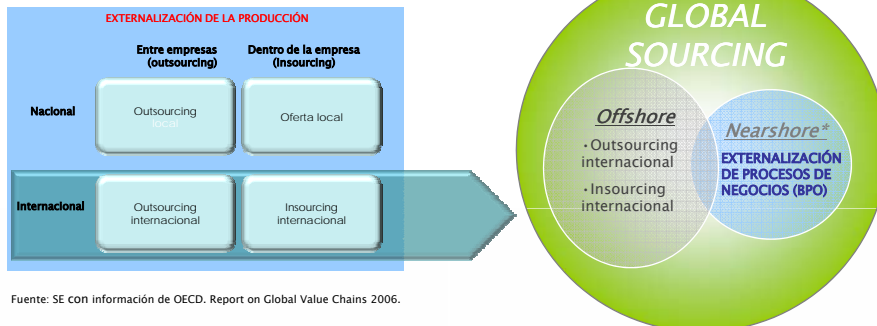 EXTERNALIZACIÓN DE LA PRODUCCIÓN
Entre empresas
(outsourcing)
Dentro de la empresa
(insourcing)
Nacional
Outsourcing
local
Oferta local
Internacional
Outsourcing
internacional
Insourcing
internacional
Fuente: SE con información de OECD. Report on Global Value Chains 2006.
GLOBAL
SOURCING
Offshore
•Outsourcing
internacional
•Insourcing
internacional
Nearshore*
EXTERNALIZACIÓN
DE PROCESOS DE
NEGOCIOS (BPO)